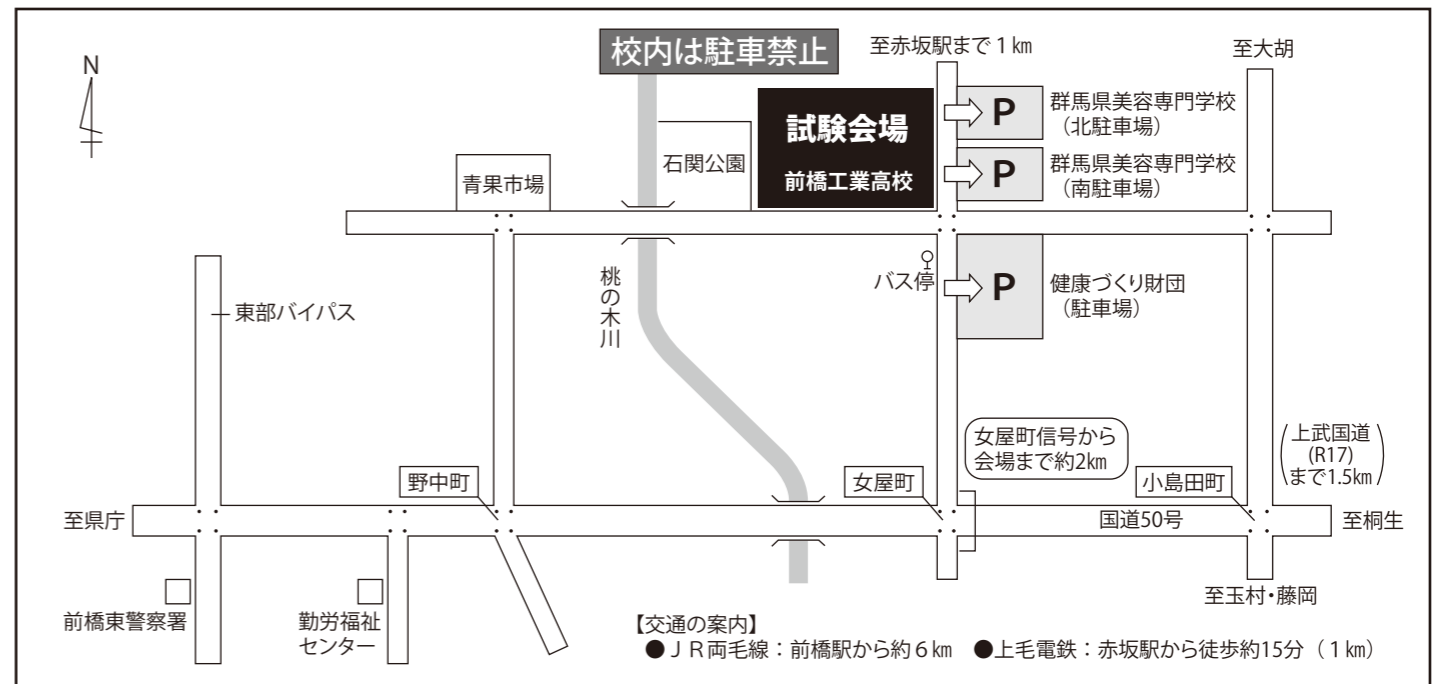 校内は駐車禁止
至赤坂駅まで1km
至大胡
N
試験会場
前橋工業高校
P
群馬県美容専門学校
(北駐車場)
P
群馬県美容専門学校
(南駐車場)
石関公園
青果市場
バス停
P
健康づくり財団
(駐車場)
桃の木川
東部バイパス
女屋町信号から
会場まで約2km
上武国道
(R17)
まで1.5km
野中町
女屋町
小島田町
至県庁
国道50号
至桐生
前橋東警察署
勤労福祉
センター
至玉村・藤岡
【交通の案内】
●JR両毛線:前橋駅から約6km ●上毛電鉄:赤坂駅から徒歩約15分(1km)